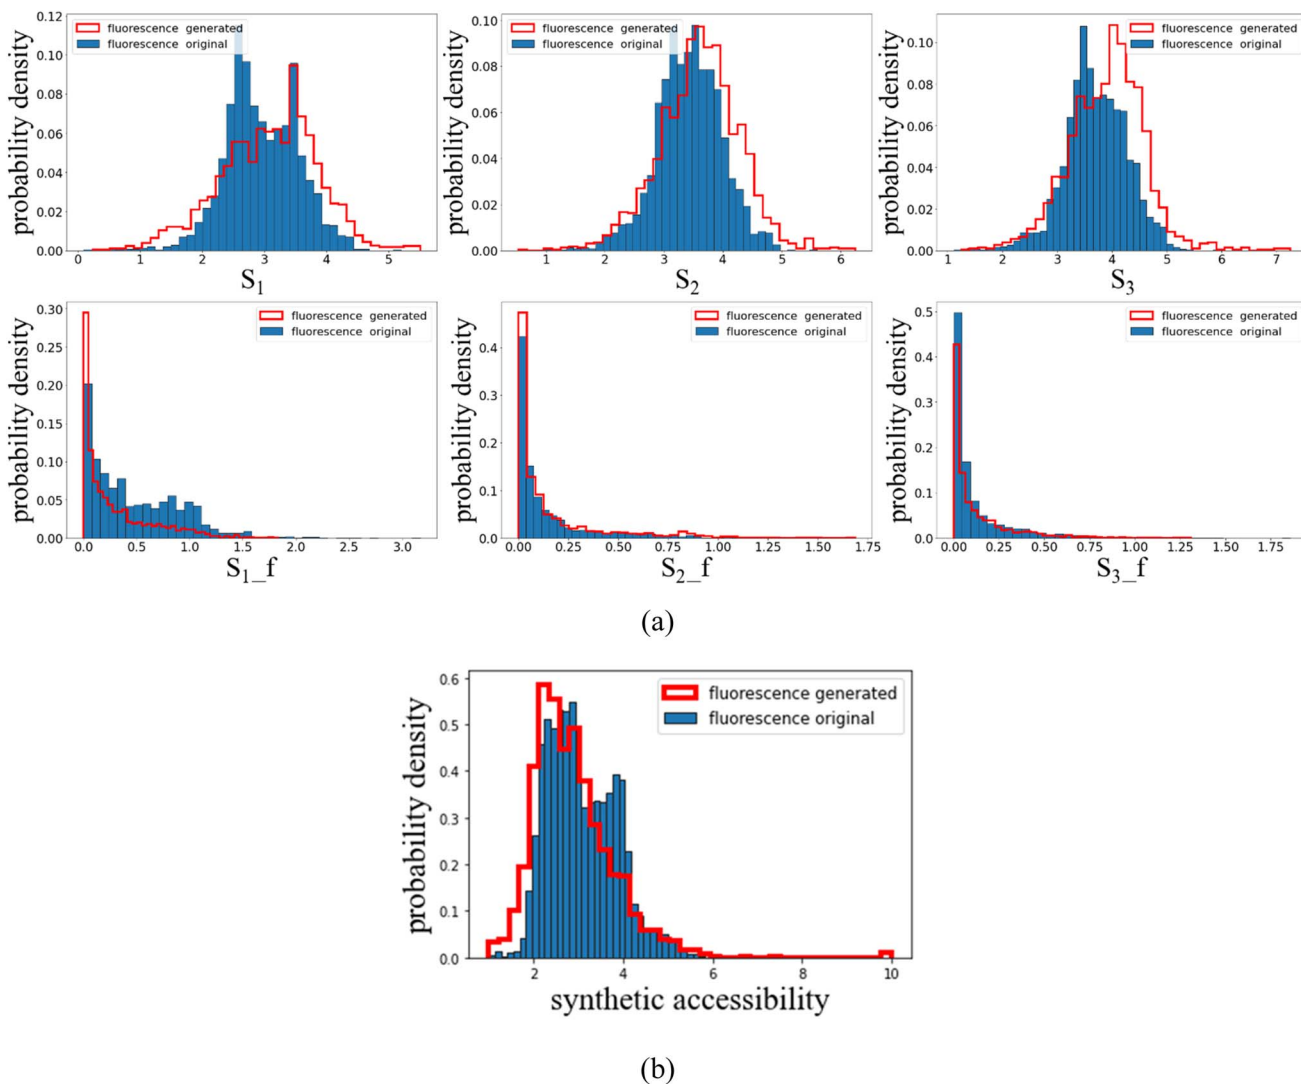 fluorescence generated
fluorescence original
probability density
0.12
0.10
0.08
0.06
0.04
0.02
0.00
0 1 2 3 4 5
S1
fluorescence generated
fluorescence original
probability density
0.10
0.08
0.06
0.04
0.02
0.00
1 2 3 4 5 6
S2
fluorescence generated
fluorescence original
probability density
0.10
0.08
0.06
0.04
0.02
0.00
1 2 3 4 5 6 7
S3
fluorescence generated
fluorescence original
probability density
0.30
0.25
0.20
0.15
0.10
0.05
0.00
0.0 0.5 1.0 1.5 2.0 2.5 3.0
S1_f
fluorescence generated
fluorescence original
probability density
0.4
0.3
0.2
0.1
0.0
0.00 0.25 0.50 0.75 1.00 1.25 1.50 1.75
S2_f
fluorescence generated
fluorescence original
probability density
0.5
0.4
0.3
0.2
0.1
0.0
0.00 0.25 0.50 0.75 1.00 1.25 1.50 1.75
S3_f
(a)
fluorescence generated
fluorescence original
probability density
0.6
0.5
0.4
0.3
0.2
0.1
0.0
2 4 6 8 10
synthetic accessibility
(b)